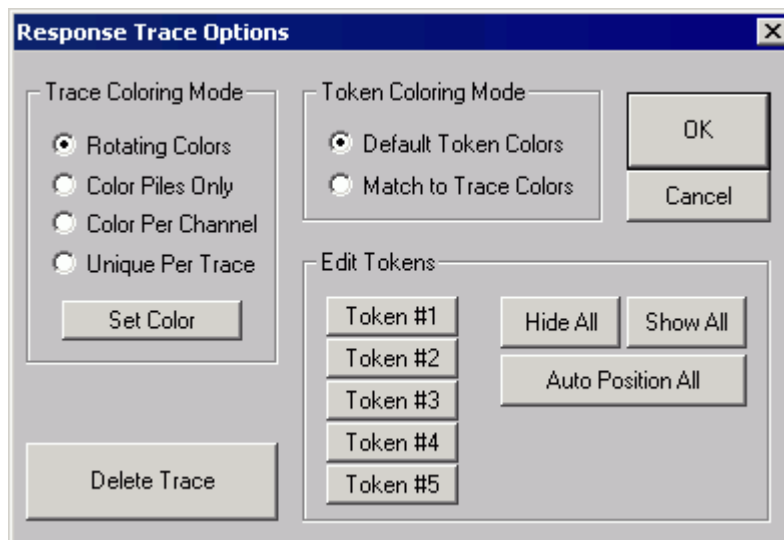 Response Trace Options
Trace Coloring Mode
Rotating Colors
Color Piles Only
Color Per Channel
Unique Per Trace
Set Color
Token Coloring Mode
Default Token Colors
Match to Trace Colors
OK
Cancel
Edit Tokens
Token #1
Token #2
Token #3
Token #4
Token #5
Hide All
Show All
Auto Position All
Delete Trace